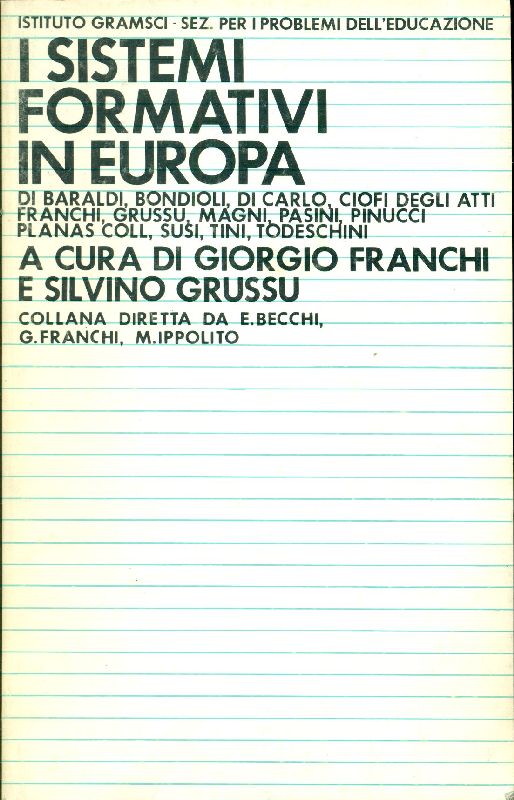 ISTITUTO GRAMSCI - SEZ. PER I PROBLEMI DELL'EDUCAZIONE
I SISTEMI
FORMATIVI
IN EUROPA
DI BARALDI, BONDIOLI, DI CARLO, CIOFI DEGLI ATTI
FRANCHI, GRUSSU, MAGNI, PASINI, PINUCCI
PLANAS COLL, SUSI, TINI, TODESCHINI
A CURA DI GIORGIO FRANCHI
E SILVINO GRUSSU
COLLANA DIRETTA DA E.BECCHI,
G.FRANCHI, M.IPPOLITO